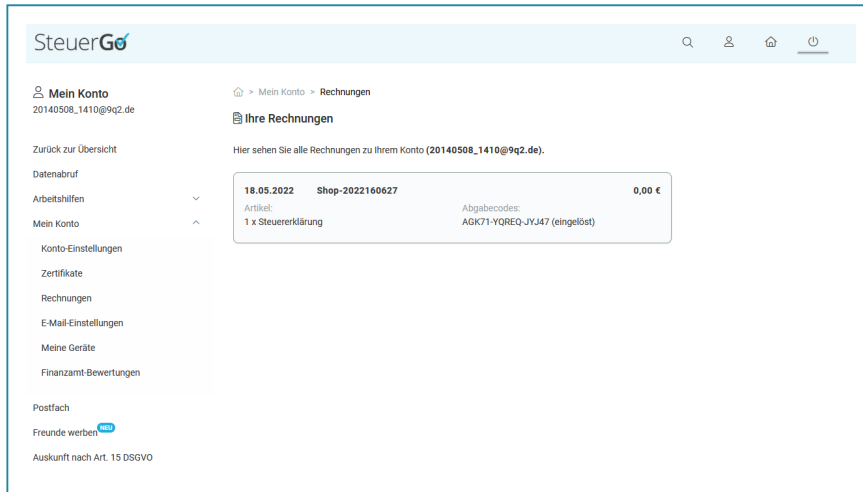 SteuerGo
Mein Konto
20140508_1410@9q2.de
Zurück zur Übersicht
Datenabruf
Arbeitshilfen
Mein Konto
Konto-Einstellungen
Zertifikate
Rechnungen
E-Mail-Einstellungen
Meine Geräte
Finanzamt-Bewertungen
Postfach
Freunde werben NEU
Auskunft nach Art. 15 DSGVO
> Mein Konto > Rechnungen
Ihre Rechnungen
Hier sehen Sie alle Rechnungen zu Ihrem Konto (20140508_1410@9q2.de).
18.05.2022 Shop-2022160627 0,00 €
Artikel: Abgabecodes:
1 x Steuererklärung AGK71-YQREQ-JYJ47 (eingelöst)